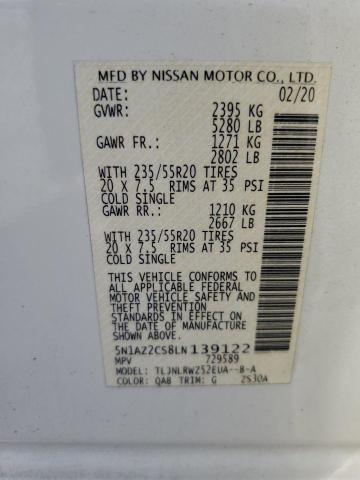 MFD BY NISSAN MOTOR CO., LTD.
DATE: 02/20
GVWR: 2395 KG
5280 LB
GAWR FR.: 1271 KG
2802 LB
WITH 235/55R20 TIRES
20 X 7.5 RIMS AT 35 PSI
COLD SINGLE
GAWR RR.: 1210 KG
2667 LB
WITH 235/55R20 TIRES
20 X 7.5 RIMS AT 35 PSI
COLD SINGLE
THIS VEHICLE CONFORMS TO
ALL APPLICABLE FEDERAL
MOTOR VEHICLE SAFETY
AND THEFT PREVENTION
STANDARDS IN EFFECT ON
THE DATE OF MANUFACTURE
SHOWN ABOVE.
5N1AZ2CS8LN139122
MPV 729589
MODEL: TLJNLRWZ52EUA--B-A
COLOR: QAB TRIM: G 2S30A